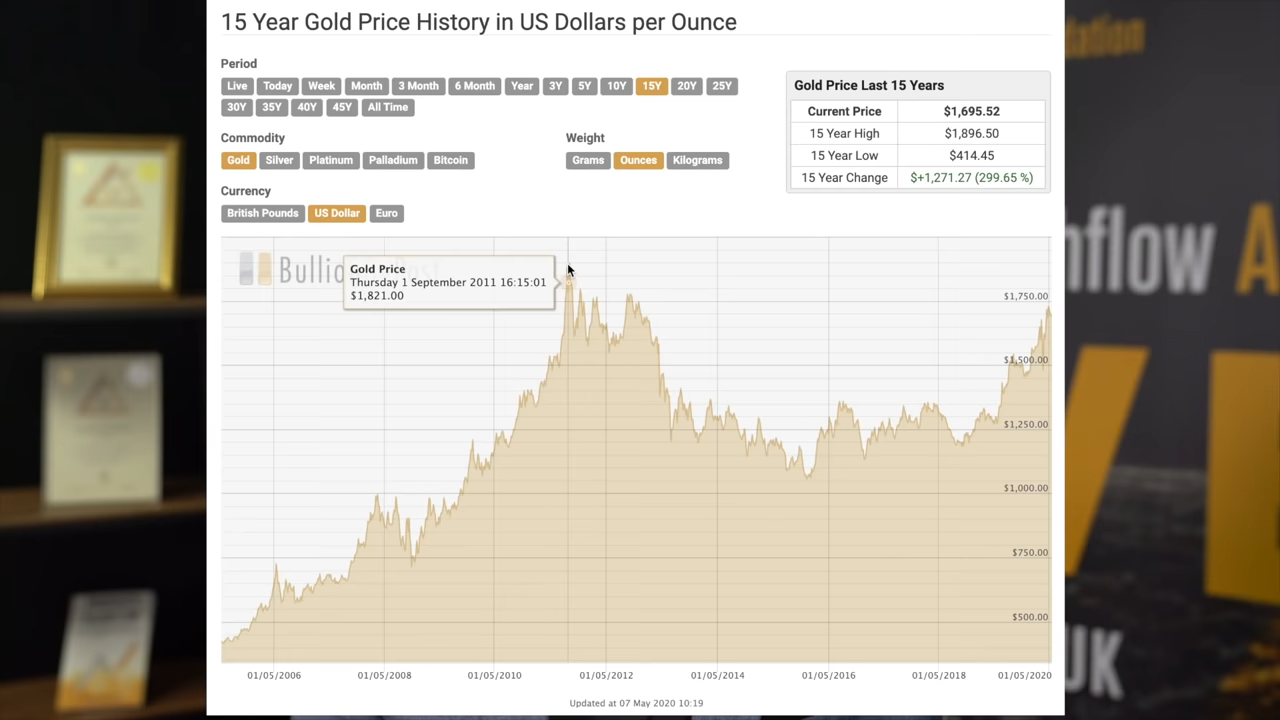 15 Year Gold Price History in US Dollars per Ounce
Period
Live Today Week Month 3 Month 6 Month Year 3Y 5Y 10Y 15Y 20Y 25Y
30Y 35Y 40Y 45Y All Time
Gold Price Last 15 Years
Current Price $1,695.52
15 Year High $1,896.50
15 Year Low $414.45
15 Year Change $+1,271.27 (299.65 %)
Commodity
Gold Silver Platinum Palladium Bitcoin
Weight
Grams Ounces Kilograms
Currency
British Pounds US Dollar Euro
Bullio
Gold Price
Thursday 1 September 2011 16:15:01
$1,821.00
$1,750.00
$1,500.00
$1,250.00
$1,000.00
$750.00
$500.00
01/05/2006 01/05/2008 01/05/2010 01/05/2012 01/05/2014 01/05/2016 01/05/2018 01/05/2020
Updated at 07 May 2020 10:19
dation
hflow A
UK